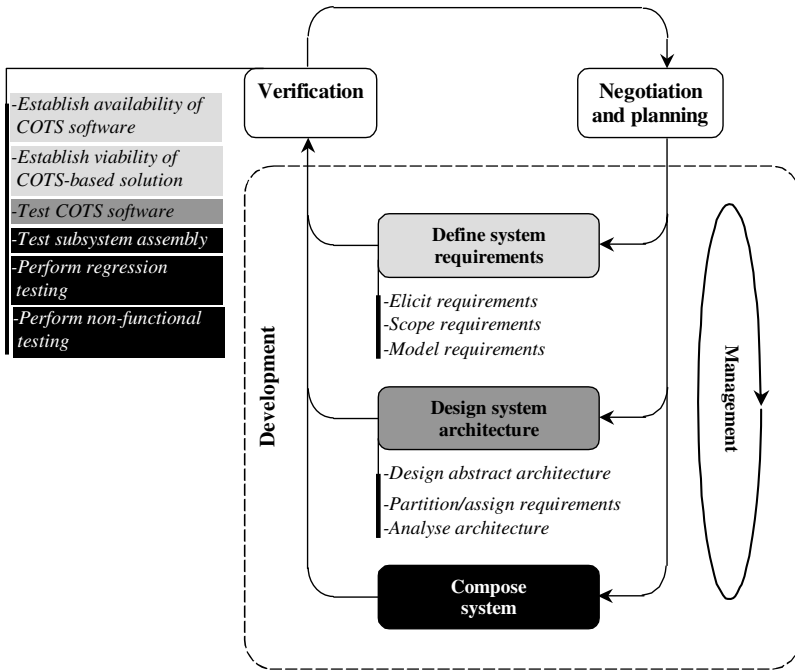 Verification
Negotiation
and planning
-Establish availability of
COTS software
-Establish viability of
COTS-based solution
-Test COTS software
-Test subsystem assembly
-Perform regression
testing
-Perform non-functional
testing
Define system
requirements
-Elicit requirements
-Scope requirements
-Model requirements
Development
Management
Design system
architecture
-Design abstract architecture
-Partition/assign requirements
-Analyse architecture
Compose
system